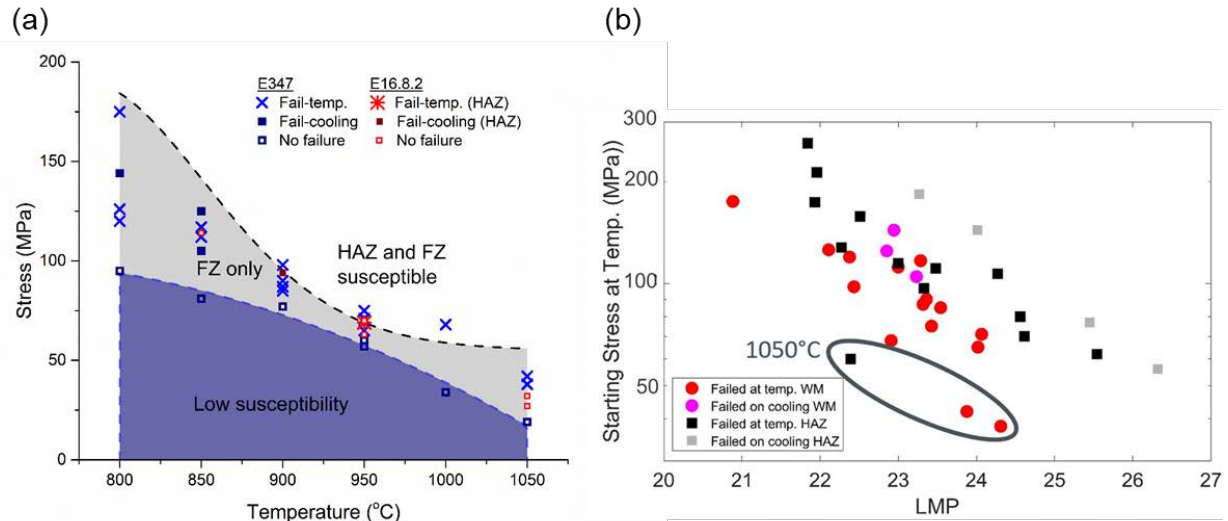 (a)
(b)
200
150
100
50
0
Stress (MPa)
E347 E16.8.2
Fail-temp. Fail-temp. (HAZ)
Fail-cooling Fail-cooling (HAZ)
No failure No failure
HAZ and FZ
susceptible
FZ only
Low susceptibility
800 850 900 950 1000 1050
Temperature (°C)
300
200
100
50
Starting Stress at Temp. (MPa))
1050°C
Failed at temp. WM
Failed on cooling WM
Failed at temp. HAZ
Failed on cooling HAZ
20 21 22 23 24 25 26 27
LMP